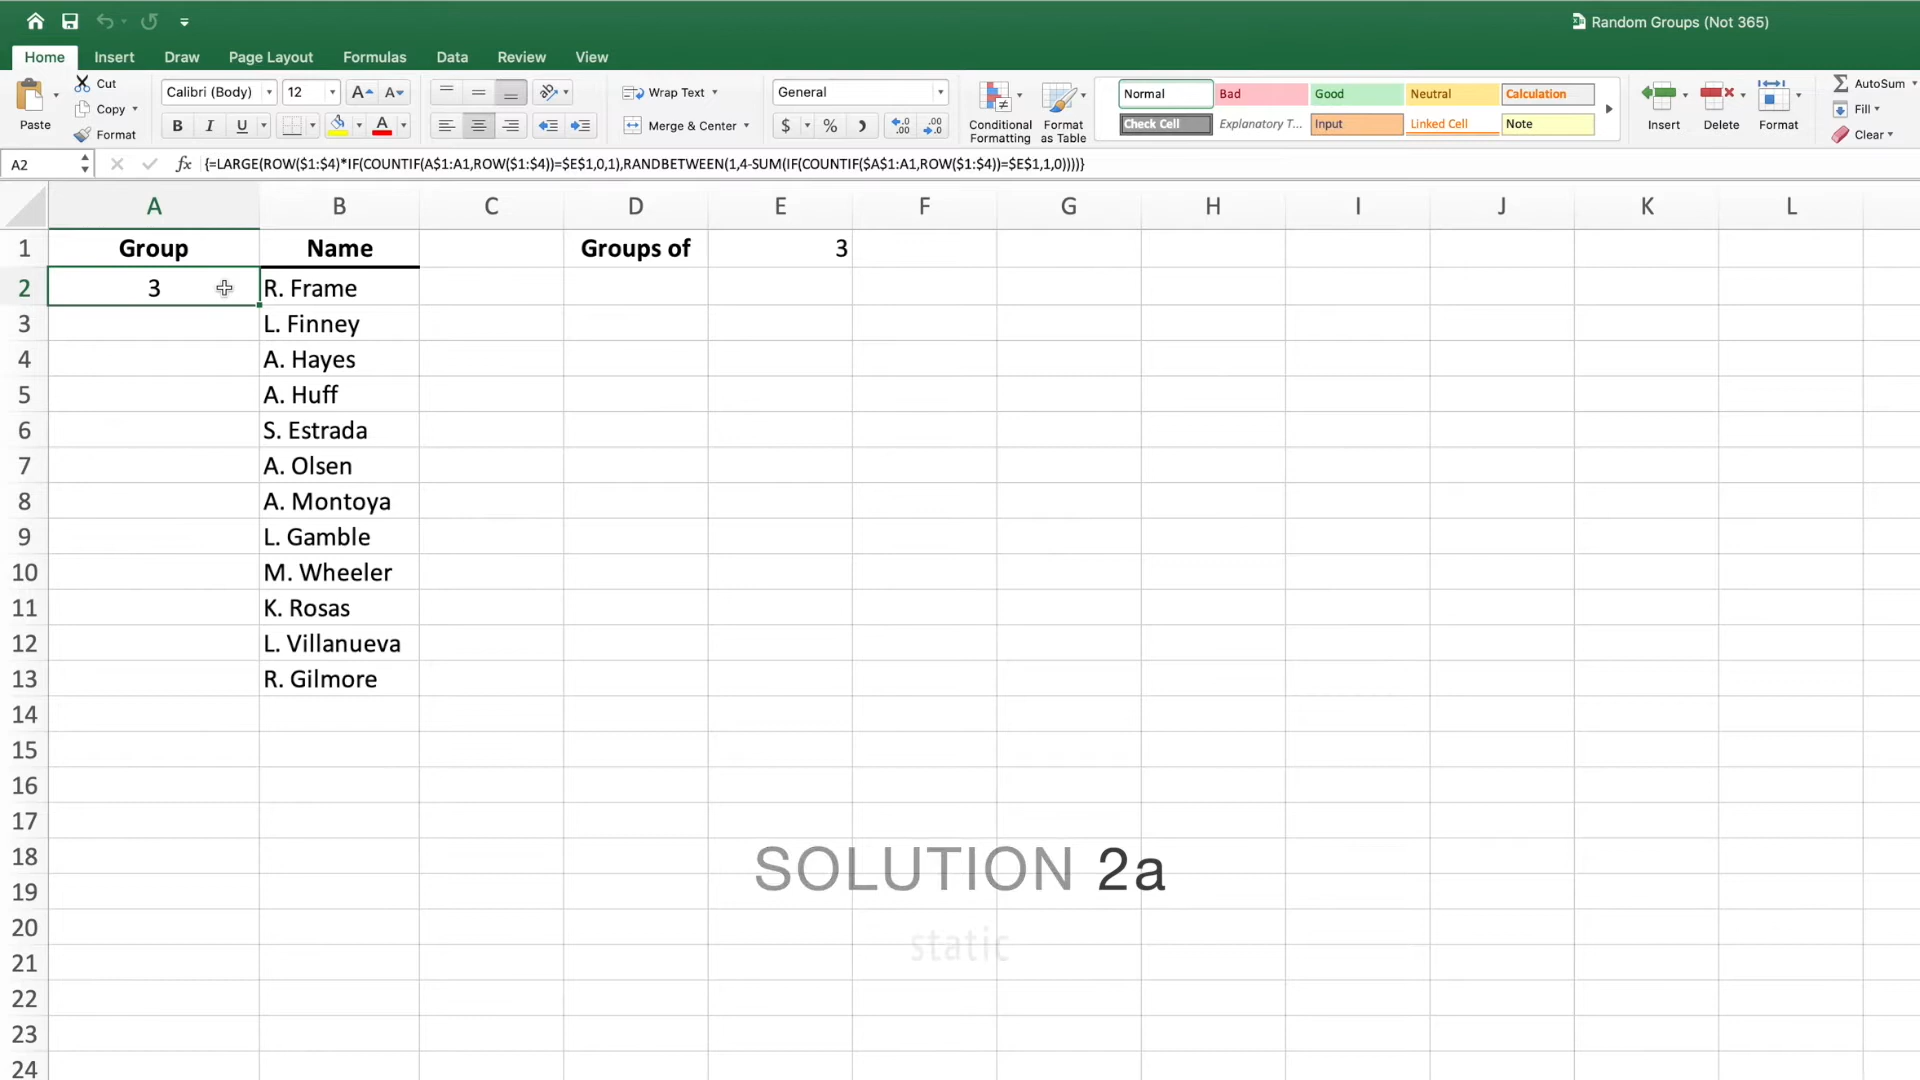 Random Groups (Not 365)
Home Insert Draw Page Layout Formulas Data Review View
Paste Cut Copy Format
Calibri (Body) 12 A A
B I U A
Wrap Text
Merge & Center
General
$ % )
Conditional Formatting
Format as Table
Normal Bad Good Neutral Calculation
Check Cell Explanatory T... Input Linked Cell Note
Insert Delete Format
AutoSum
Fill
Clear
A2 fx {=LARGE(ROW($1:$4)*IF(COUNTIF(A$1:A1,ROW($1:$4))=$E$1,0,1),RANDBETWEEN(1,4-SUM(IF(COUNTIF($A$1:A1,ROW($1:$4))=$E$1,1,0))))}
A B C D E F G H I J K L
1 Group Name Groups of 3
2 3 R. Frame
3 L. Finney
4 A. Hayes
5 A. Huff
6 S. Estrada
7 A. Olsen
8 A. Montoya
9 L. Gamble
10 M. Wheeler
11 K. Rosas
12 L. Villanueva
13 R. Gilmore
14
15
16
17
18
19
20
21
22
23
24
SOLUTION 2a
static